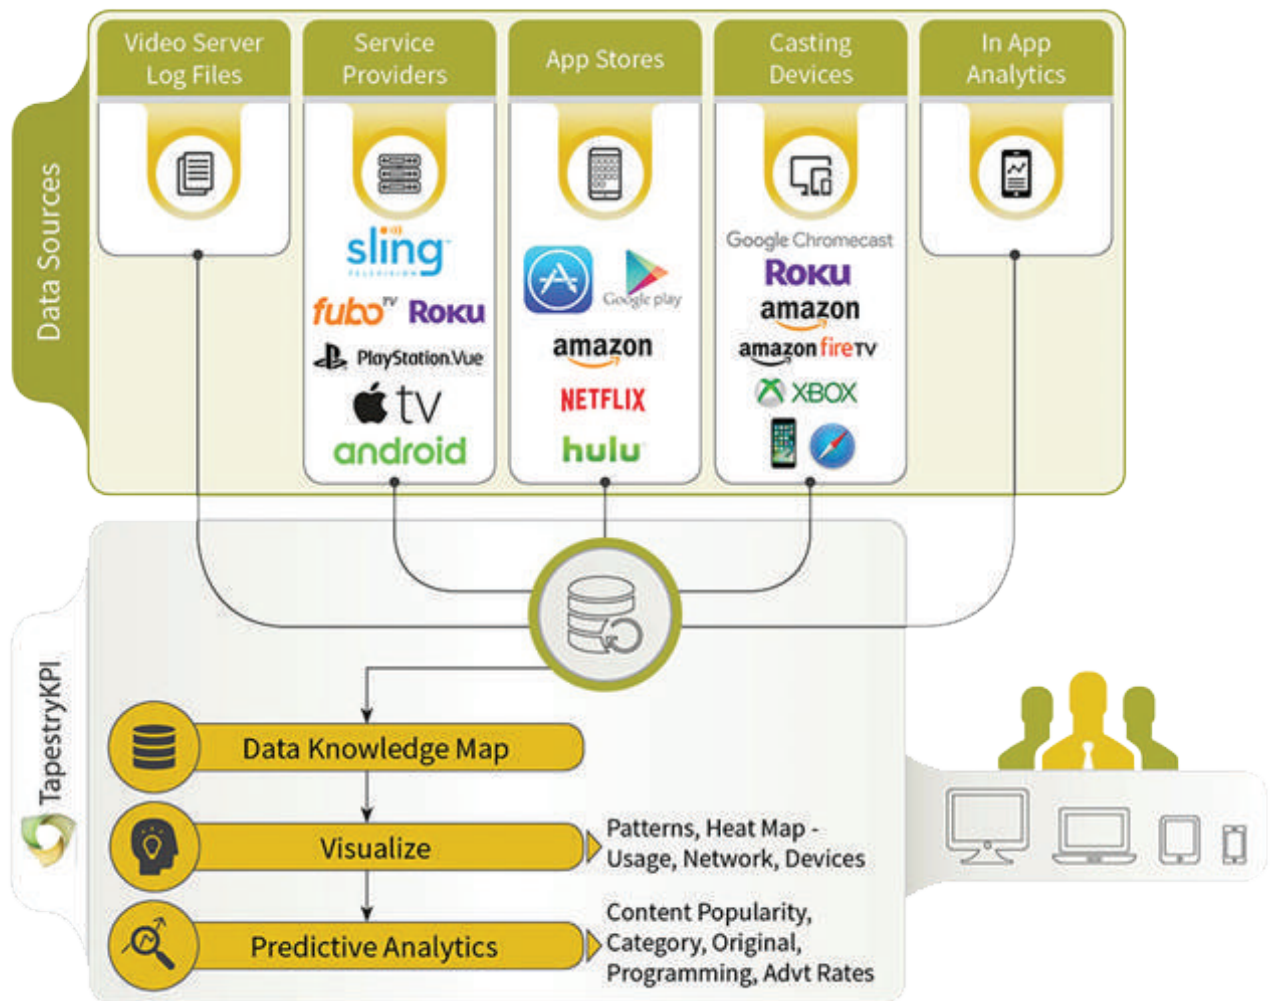 Video Server
Log Files
Service
Providers
App Stores
Casting
Devices
In App
Analytics
Data Sources
sling
TELEVISION
fubo TV
ROKU
PlayStation.Vue
tv
android
Google play
amazon
NETFLIX
hulu
Google Chromecast
ROKU
amazon
amazon fireTV
XBOX
TapestryKPI
Data Knowledge Map
Visualize
Patterns, Heat Map -
Usage, Network, Devices
Predictive Analytics
Content Popularity,
Category, Original,
Programming, Advt Rates